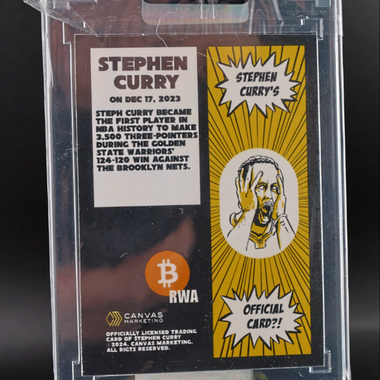 STEPHEN
CURRY
ON DEC 17, 2023
STEPH CURRY BECAME
THE FIRST PLAYER IN
NBA HISTORY TO MAKE
3,500 THREE-POINTERS
DURING THE GOLDEN
STATE WARRIORS'
124-120 WIN AGAINST
THE BROOKLYN NETS.
STEPHEN
CURRY'S
OFFICIAL
CARD?!
₿
RWA
CANVAS
MARKETING
OFFICIALLY LICENSED TRADING
CARD OF STEPHEN CURRY
©2024. CANVAS MARKETING.
ALL RIGTS RESERVED.